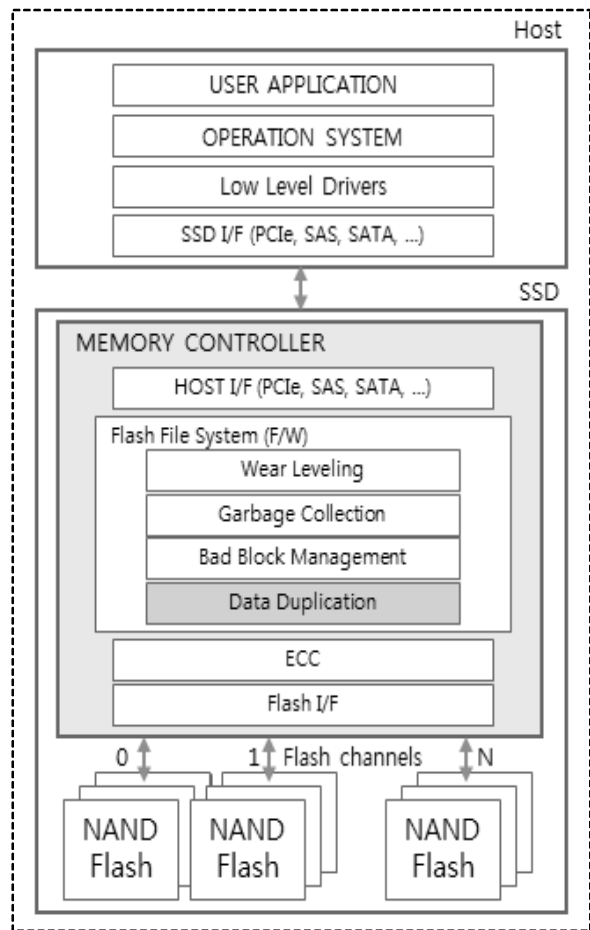 Host
USER APPLICATION
OPERATION SYSTEM
Low Level Drivers
SSD I/F (PCIe, SAS, SATA, ...)
SSD
MEMORY CONTROLLER
HOST I/F (PCIe, SAS, SATA, ...)
Flash File System (F/W)
Wear Leveling
Garbage Collection
Bad Block Management
Data Duplication
ECC
Flash I/F
0 1 Flash channels N
NAND Flash
NAND Flash
NAND Flash